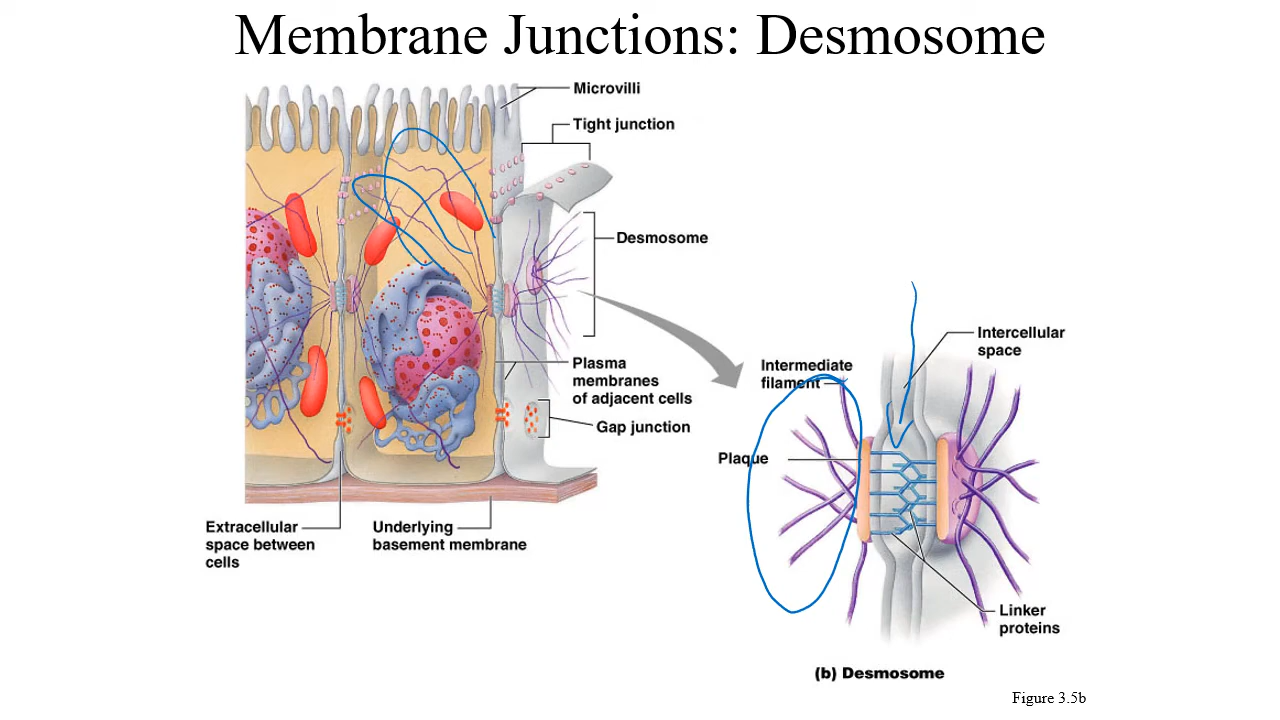 Membrane Junctions: Desmosome
Microvilli
Tight junction
Desmosome
Plasma
membranes
of adjacent cells
Gap junction
Extracellular
space between
cells
Underlying
basement membrane
Intercellular
space
Intermediate
filament
Plaque
Linker
proteins
(b) Desmosome
Figure 3.5b